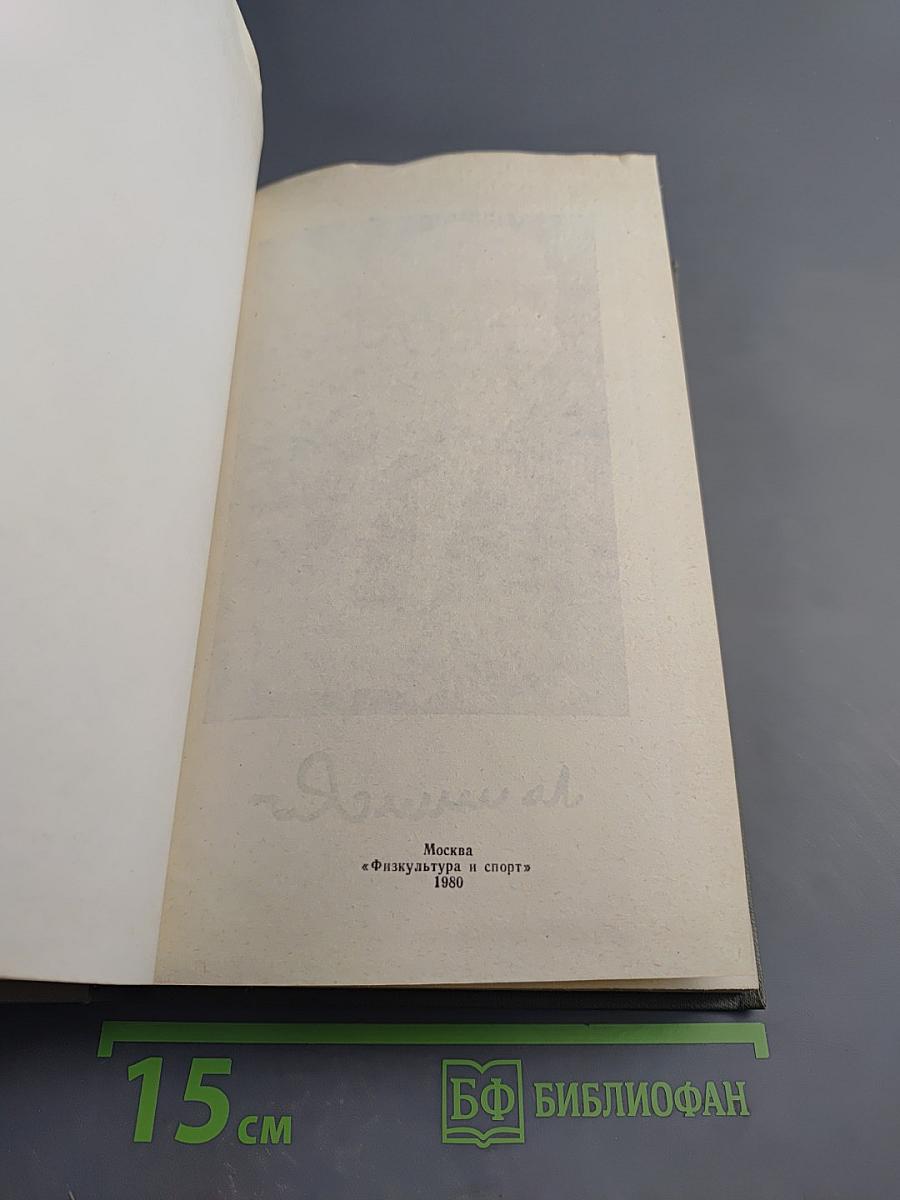 Москва
«Физкультура и спорт»
1980
15 см
БФ БИБЛИОФАН